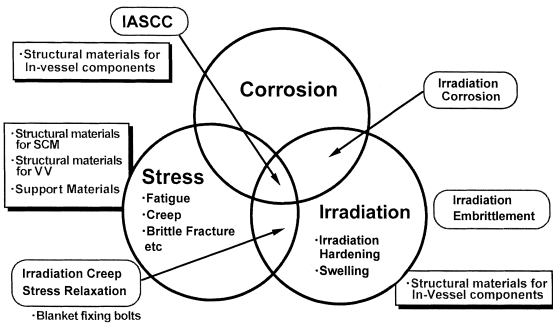 IASCC
·Structural materials for
In-vessel components
Corrosion
Irradiation
Corrosion
·Structural materials
for SCM
·Structural materials
for VV
·Support Materials
Stress
·Fatigue
·Creep
·Brittle Fracture
etc
Irradiation
·Irradiation
Hardening
·Swelling
Irradiation
Embrittlement
Irradiation Creep
Stress Relaxation
·Blanket fixing bolts
·Structural materials for
In-Vessel components